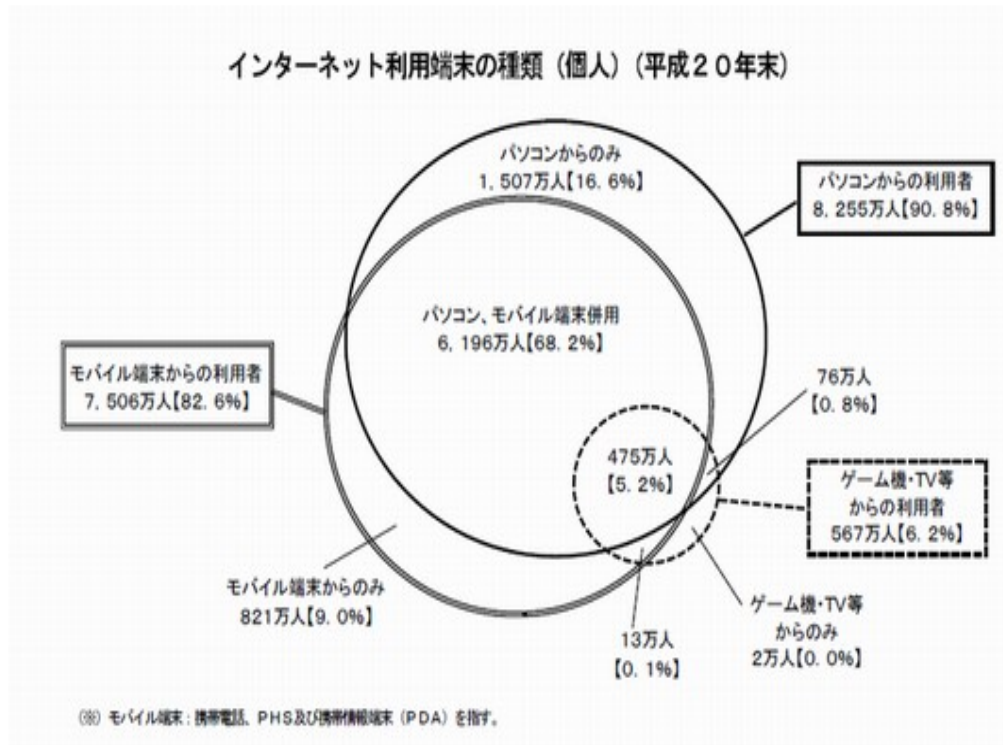 インターネット利用端末の種類（個人）（平成２０年末）
パソコンからのみ
1, 507万人【16. 6%】
パソコンからの利用者
8, 255万人【90. 8%】
パソコン、モバイル端末併用
6, 196万人【68. 2%】
モバイル端末からの利用者
7, 506万人【82. 6%】
76万人
【0. 8%】
475万人
【5. 2%】
ゲーム機・TV等
からの利用者
567万人【6. 2%】
モバイル端末からのみ
821万人【9. 0%】
ゲーム機・TV等
からのみ
2万人【0. 0%】
13万人
【0. 1%】
（※）モバイル端末：携帯電話、ＰＨＳ及び携帯情報端末（ＰＤＡ）を指す。